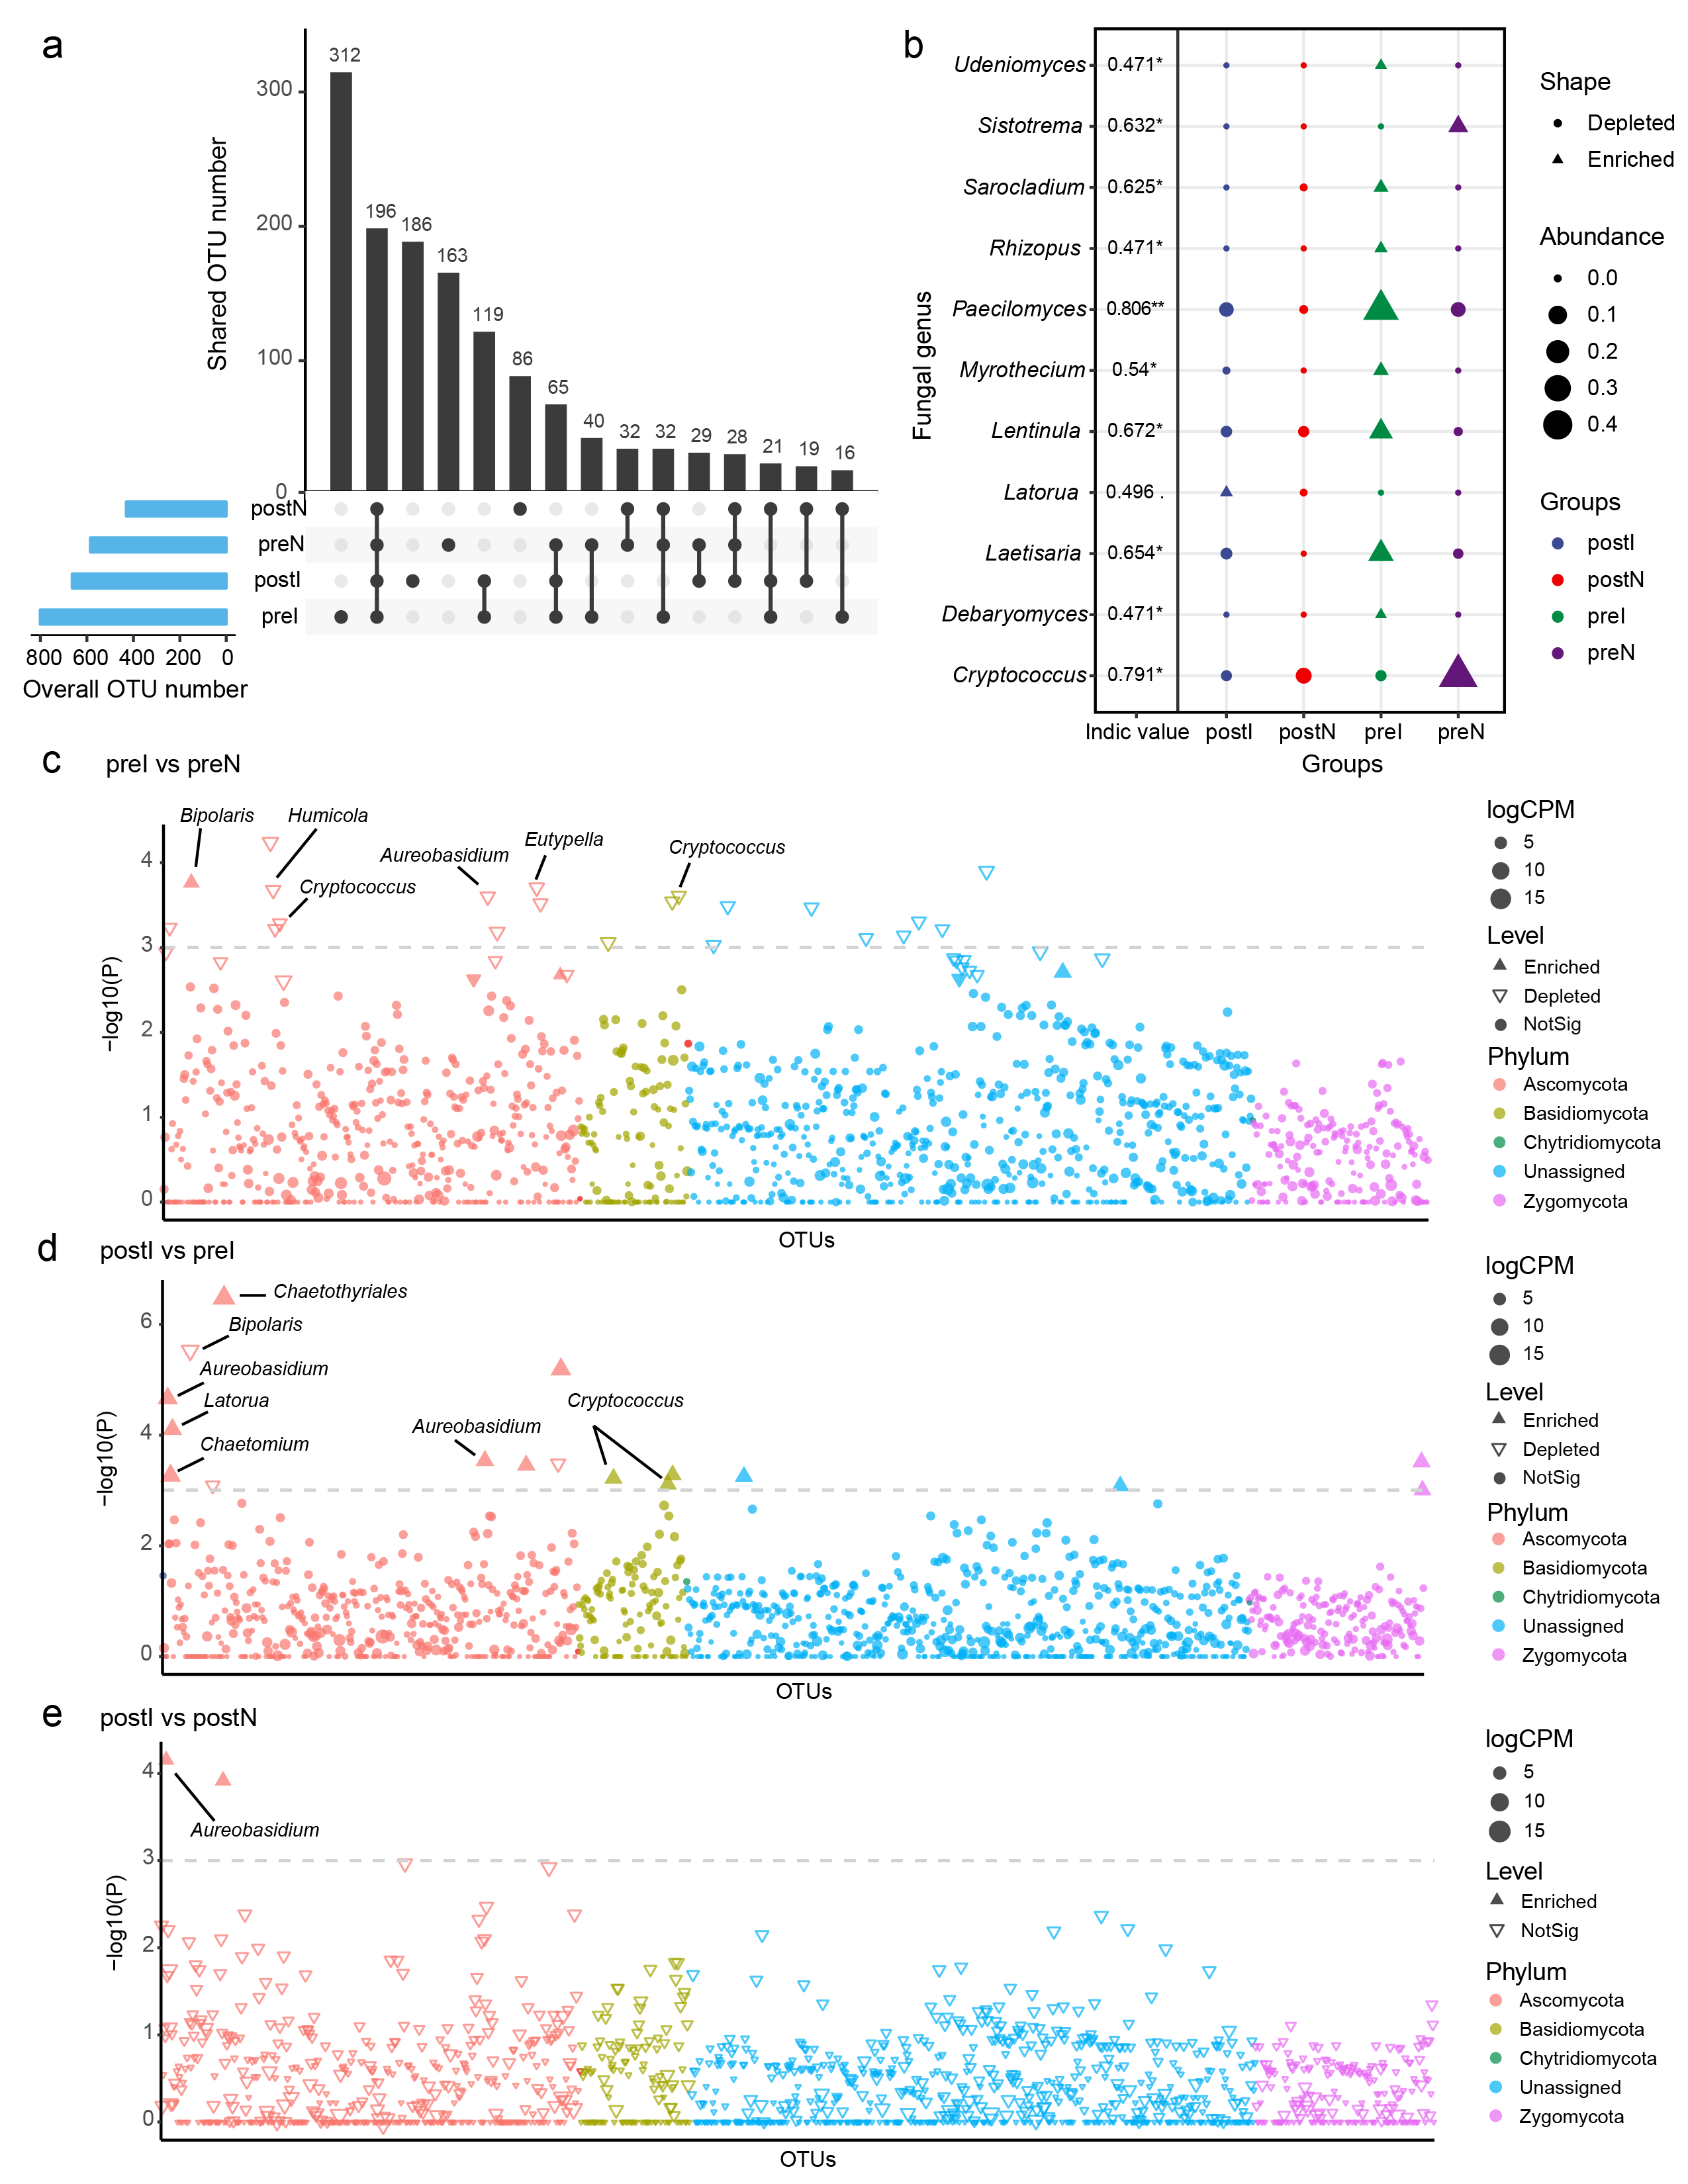 a
312
300
196
186
200
163
119
100
86
65
40
32
32
29
28
21
19
16
0
Shared OTU number
postN
preN
postI
preI
800 600 400 200 0
Overall OTU number
b
Fungal genus
Udeniomyces 0.471*
Sistotrema 0.632*
Sarocladium 0.625*
Rhizopus 0.471*
Paecilomyces 0.806**
Myrothecium 0.54*
Lentinula 0.672*
Latorua 0.496 .
Laetisaria 0.654*
Debaryomyces 0.471*
Cryptococcus 0.791*
Indic value postI postN preI preN
Groups
Shape
Depleted
Enriched
Abundance
0.0
0.1
0.2
0.3
0.4
Groups
postI
postN
preI
preN
c
preI vs preN
Bipolaris
Humicola
Cryptococcus
Aureobasidium
Eutypella
Cryptococcus
4
3
2
1
0
−log10(P)
OTUs
logCPM
5
10
15
Level
Enriched
Depleted
NotSig
Phylum
Ascomycota
Basidiomycota
Chytridiomycota
Unassigned
Zygomycota
d
postI vs preI
Chaetothyriales
Bipolaris
Aureobasidium
Latorua
Chaetomium
Aureobasidium
Cryptococcus
6
4
2
0
−log10(P)
OTUs
logCPM
5
10
15
Level
Enriched
Depleted
NotSig
Phylum
Ascomycota
Basidiomycota
Chytridiomycota
Unassigned
Zygomycota
e
postI vs postN
Aureobasidium
4
3
2
1
0
−log10(P)
OTUs
logCPM
5
10
15
Level
Enriched
NotSig
Phylum
Ascomycota
Basidiomycota
Chytridiomycota
Unassigned
Zygomycota